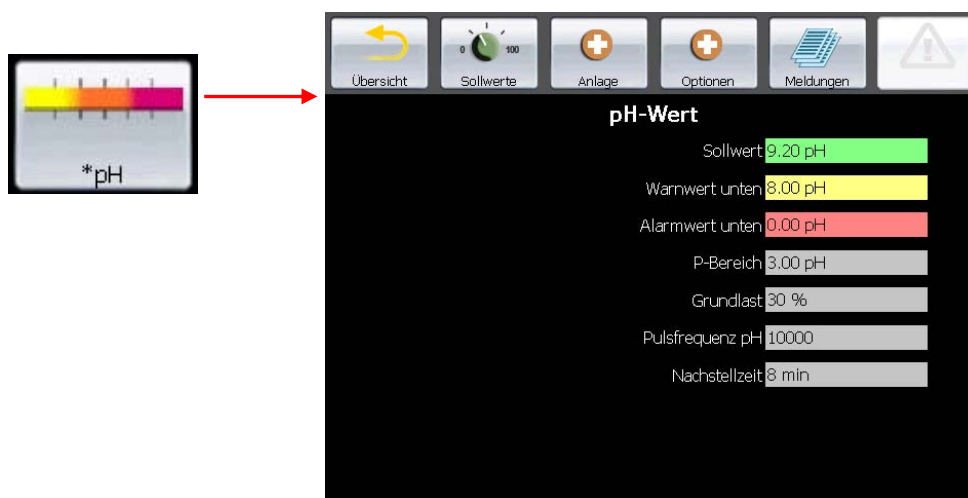 *pH
0 100
Übersicht Sollwerte Anlage Optionen Meldungen
pH-Wert
Sollwert 9.20 pH
Warnwert unten 8.00 pH
Alarmwert unten 0.00 pH
P-Bereich 3.00 pH
Grundlast 30 %
Pulsfrequenz pH 10000
Nachstellzeit 8 min